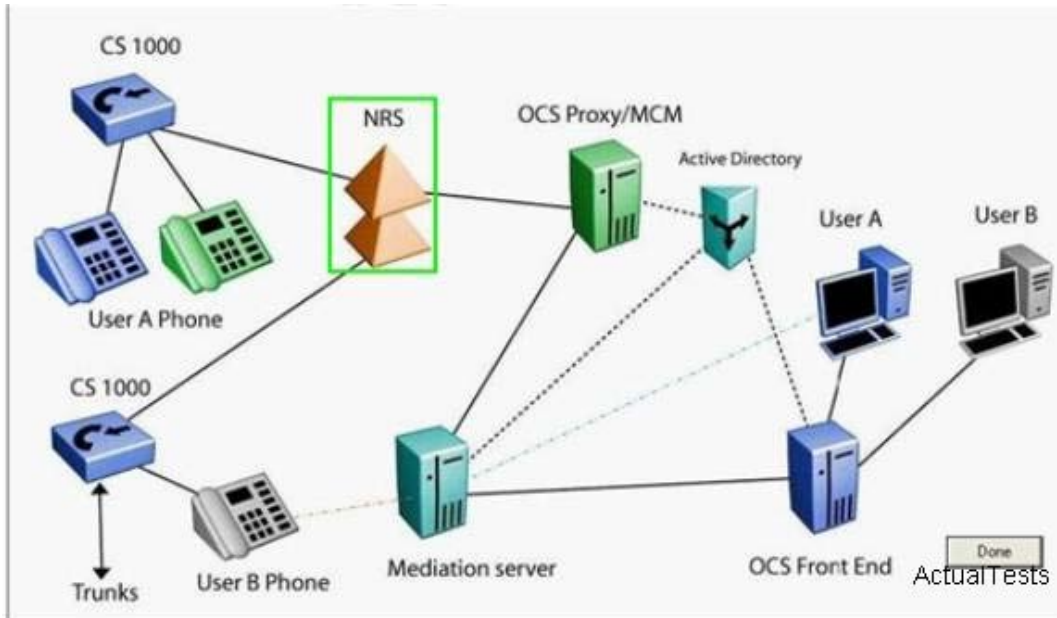 CS 1000
NRS
OCS Proxy/MCM
Active Directory
User A
User B
User A Phone
CS 1000
Trunks
User B Phone
Mediation server
OCS Front End
Done
ActualTests